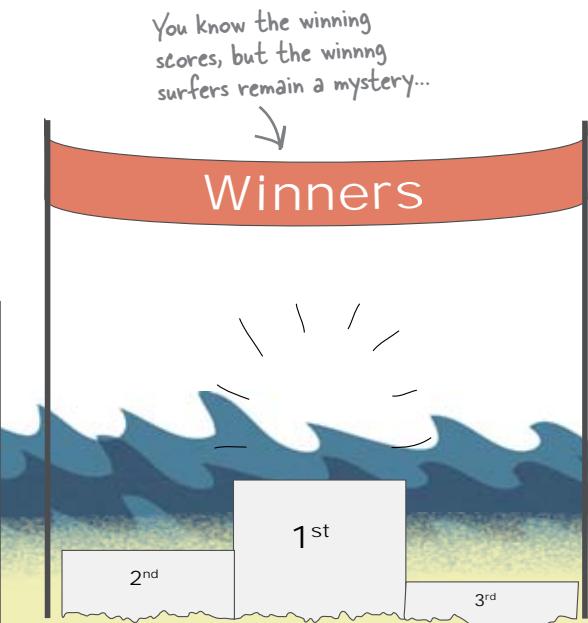 You know the winning
scores, but the winnng
surfers remain a mystery...
Winners
1st
2nd
3rd